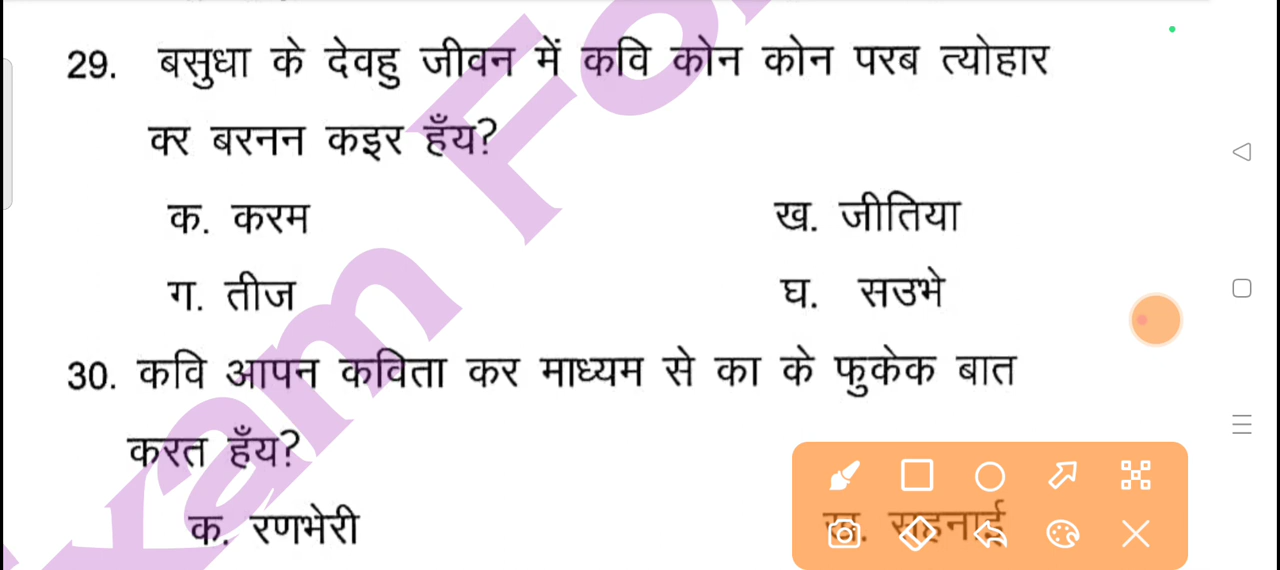 29. बसुधा के देवहु जीवन में कवि कोन कोन परब त्योहार
कर बरनन कइर हँय?
क. करम ख. जीतिया
ग. तीज घ. सउभे
30. कवि आपन कविता कर माध्यम से का के फुकेक बात
करत हँय?
क. रणभेरी ख. सहनाई